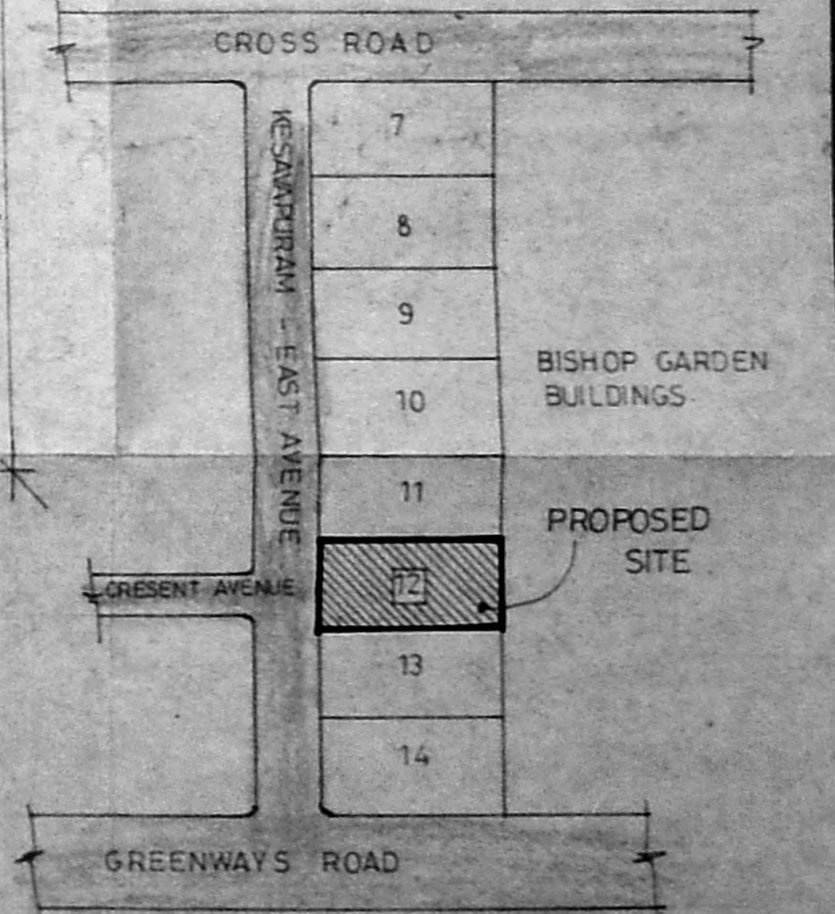 CROSS ROAD
KESAVAPURAM - EAST AVENUE
7
8
9
10
11
12
13
14
BISHOP GARDEN
BUILDINGS
PROPOSED
SITE
CRESENT AVENUE
GREENWAYS ROAD